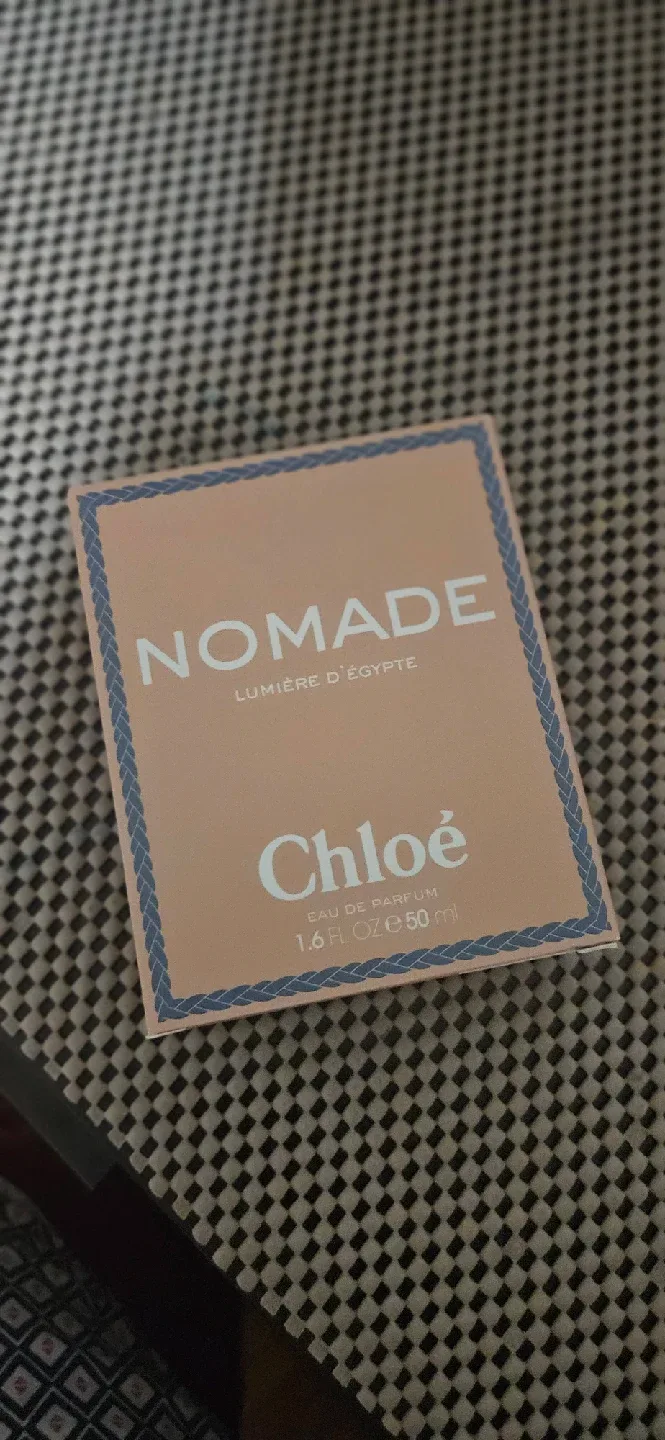 NOMADE
LUMIÈRE D'ÉGYPTE
Chloé
EAU DE PARFUM
1.6 FL. OZ ℮ 50 ml